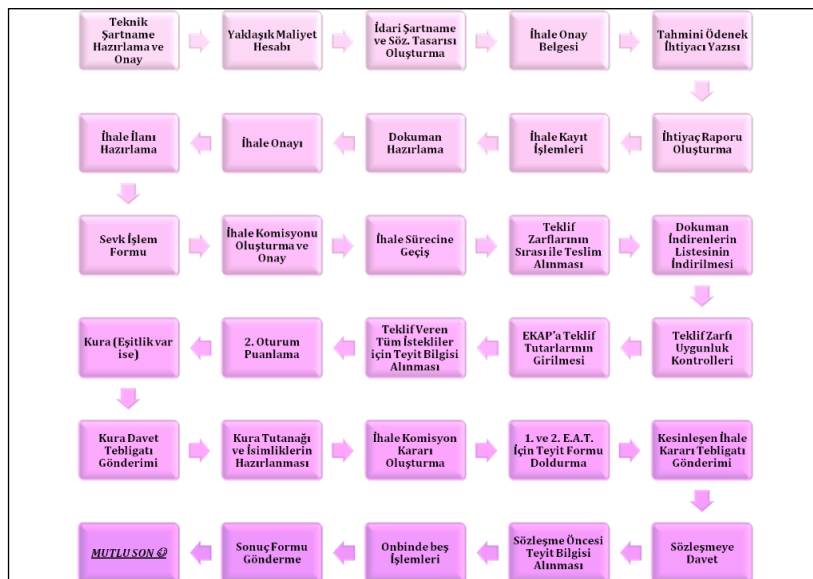 Teknik
Şartname
Hazırlama ve
Onay
Yaklaşık Maliyet
Hesabı
İdari Şartname
ve Söz. Tasarısı
Oluşturma
İhale Onay
Belgesi
Tahmini Ödenek
İhtiyacı Yazısı
İhtiyaç Raporu
Oluşturma
İhale Kayıt
İşlemleri
Dokuman
Hazırlama
İhale Onayı
İhale İlanı
Hazırlama
Sevk İşlem
Formu
İhale Komisyonu
Oluşturma ve
Onay
İhale Sürecine
Geçiş
Teklif
Zarflarının
Sırası ile Teslim
Alınması
Dokuman
İndirenlerin
Listesinin
İndirilmesi
Teklif Zarfı
Uygunluk
Kontrolleri
EKAP'a Teklif
Tutarlarının
Girilmesi
Teklif Veren
Tüm İstekliler
için Teyit Bilgisi
Alınması
2. Oturum
Puanlama
Kura (Eşitlik var
ise)
Kura Davet
Tebligatı
Gönderimi
Kura Tutanağı
ve İsimliklerin
Hazırlanması
İhale Komisyon
Kararı
Oluşturma
1. ve 2. E.A.T.
İçin Teyit Formu
Doldurma
Kesinleşen İhale
Kararı Tebligatı
Gönderimi
Sözleşmeye
Davet
Sözleşme Öncesi
Teyit Bilgisi
Alınması
Onbinde beş
İşlemleri
Sonuç Formu
Gönderme
MUTLU SON ☺